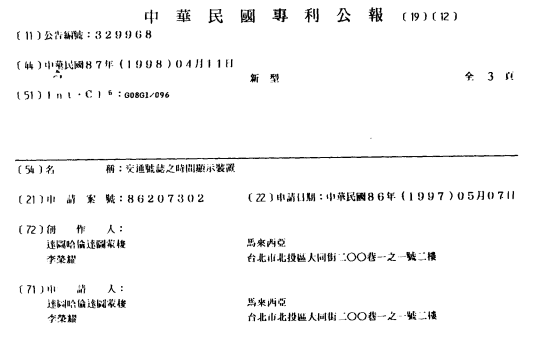 中華民國專利公報 (19)(12)
(11)公告編號：329968
(44)中華民國87年(1998)04月11日
新型 全3頁
(51)Int·Cl⁶：G08G1/096
(54)名稱：交通號誌之時間顯示裝置
(21)申請案號：86207302 (22)申請日期：中華民國86年(1997)05月07日
(72)創作人：
達圖哈倫達圖蒙梭 馬來西亞
李榮耀 台北市北投區大同街二〇〇巷一之一號二樓
(71)申請人：
達圖哈倫達圖蒙梭 馬來西亞
李榮耀 台北市北投區大同街二〇〇巷一之一號二樓